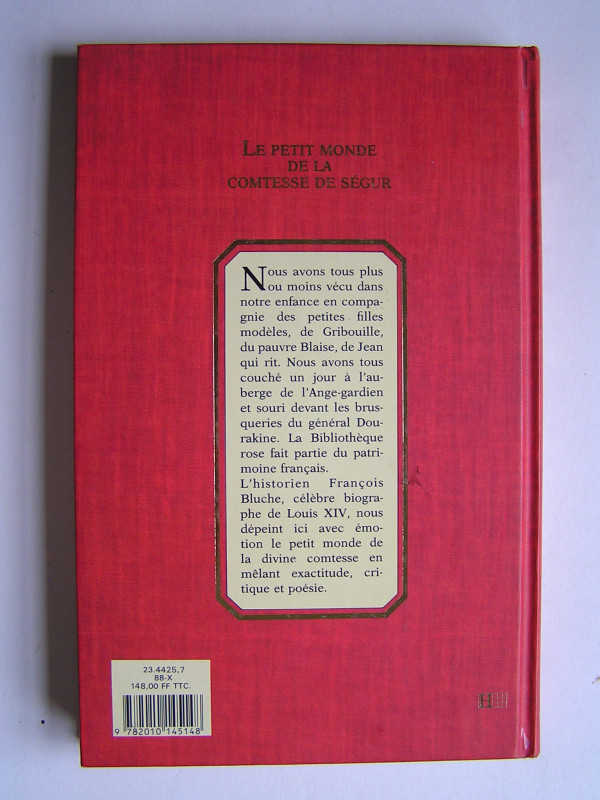 LE PETIT MONDE
DE LA
COMTESSE DE SÉGUR
Nous avons tous plus
ou moins vécu dans
notre enfance en compa-
gnie des petites filles
modèles, de Gribouille,
du pauvre Blaise, de Jean
qui rit. Nous avons tous
couché un jour à l'au-
berge de l'Ange-gardien
et souri devant les brus-
queries du général Dou-
rakine. La Bibliothèque
rose fait partie du patri-
moine français.
L'historien François
Bluche, célèbre biogra-
phe de Louis XIV, nous
dépeint ici avec émo-
tion le petit monde de
la divine comtesse en
mêlant exactitude, cri-
tique et poésie.
23.4425.7
88-X
148,00 FF TTC.
9 782010 145148
H